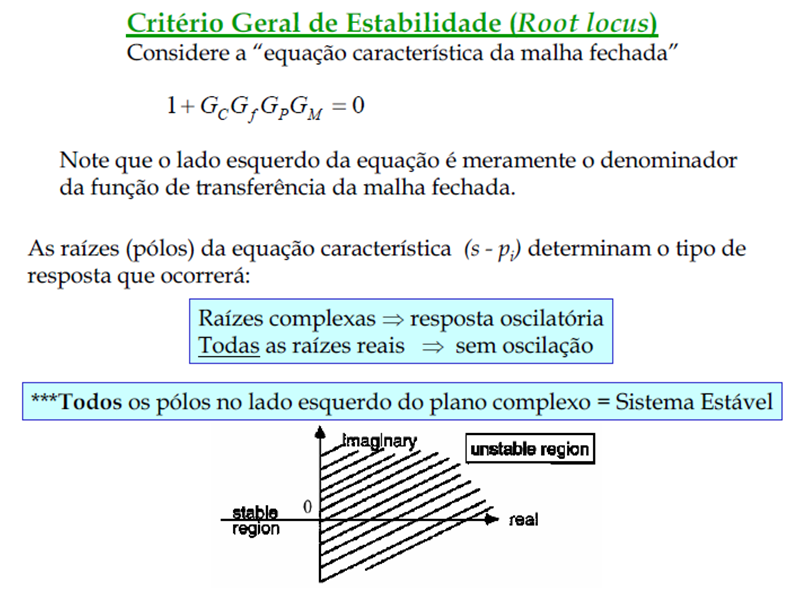 Critério Geral de Estabilidade (Root locus)
Considere a “equação característica da malha fechada”
1 + G_C G_f G_P G_M = 0
Note que o lado esquerdo da equação é meramente o denominador
da função de transferência da malha fechada.
As raízes (pólos) da equação característica (s - p_i) determinam o tipo de
resposta que ocorrerá:
Raízes complexas ⇒ resposta oscilatória
Todas as raízes reais ⇒ sem oscilação
***Todos os pólos no lado esquerdo do plano complexo = Sistema Estável
imaginary
unstable region
0
stable
region
real